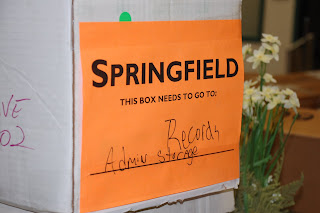 SPRINGFIELD
THIS BOX NEEDS TO GO TO:
Records
Admin Storage